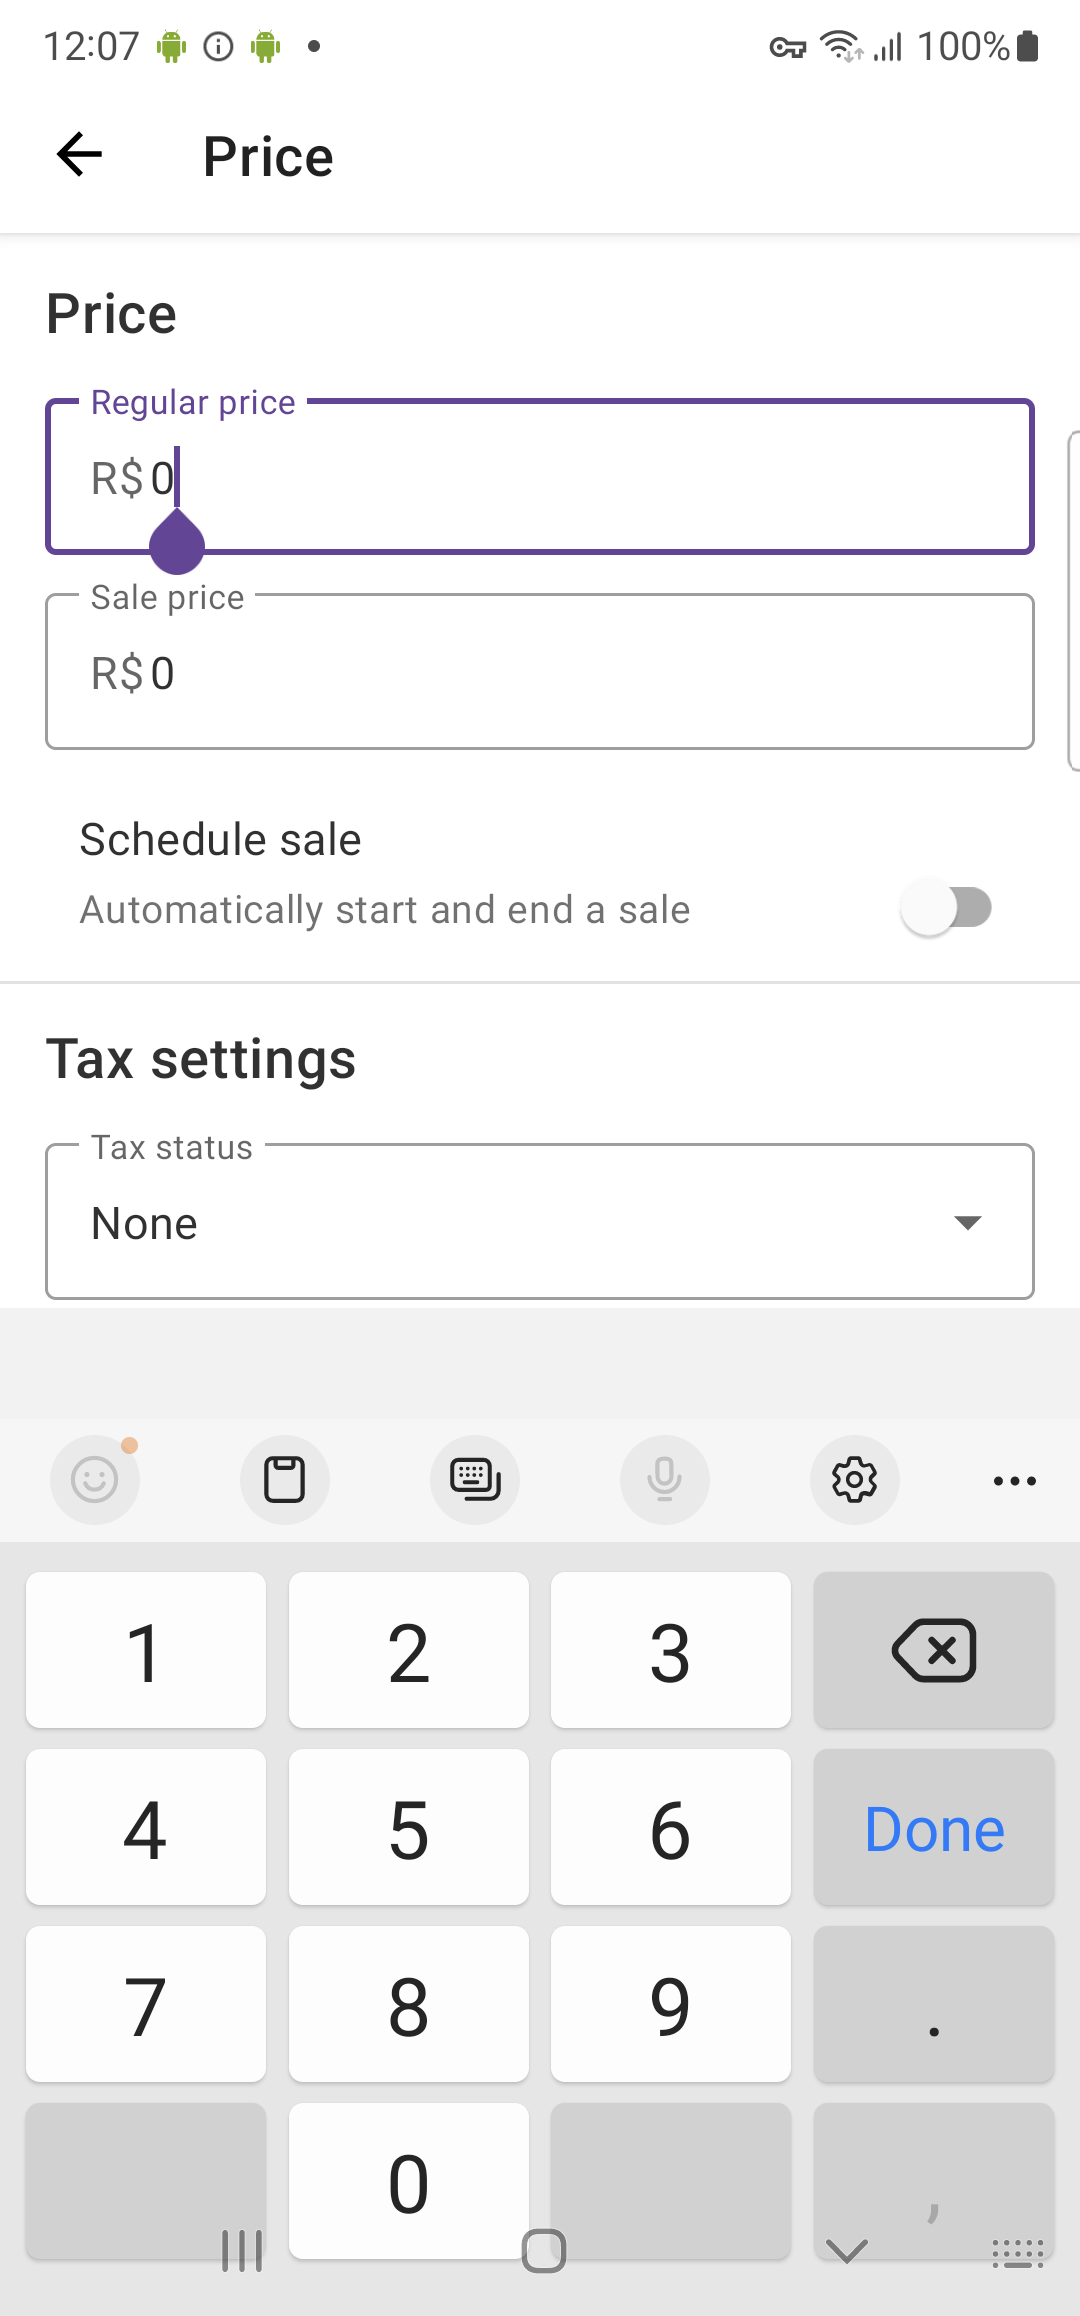 12:07
100%
Price
Price
Regular price
R$ 0
Sale price
R$ 0
Schedule sale
Automatically start and end a sale
Tax settings
Tax status
None
1 2 3
4 5 6 Done
7 8 9 .
0 ,